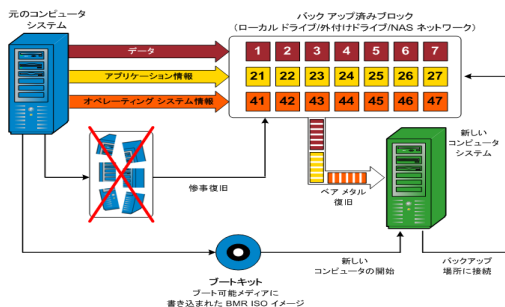 元のコンピュータ
システム
バック アップ済みブロック
(ローカル ドライブ/外付けドライブ/NAS ネットワーク)
データ
1 2 3 4 5 6 7
アプリケーション情報
21 22 23 24 25 26 27
オペレーティング システム情報
41 42 43 44 45 46 47
新しい
コンピュータ
システム
惨事復旧
ベア メタル
復旧
ブートキット
ブート可能メディアに
書き込まれた BMR ISO イメージ
新しい
コンピュータの開始
バックアップ
場所に接続